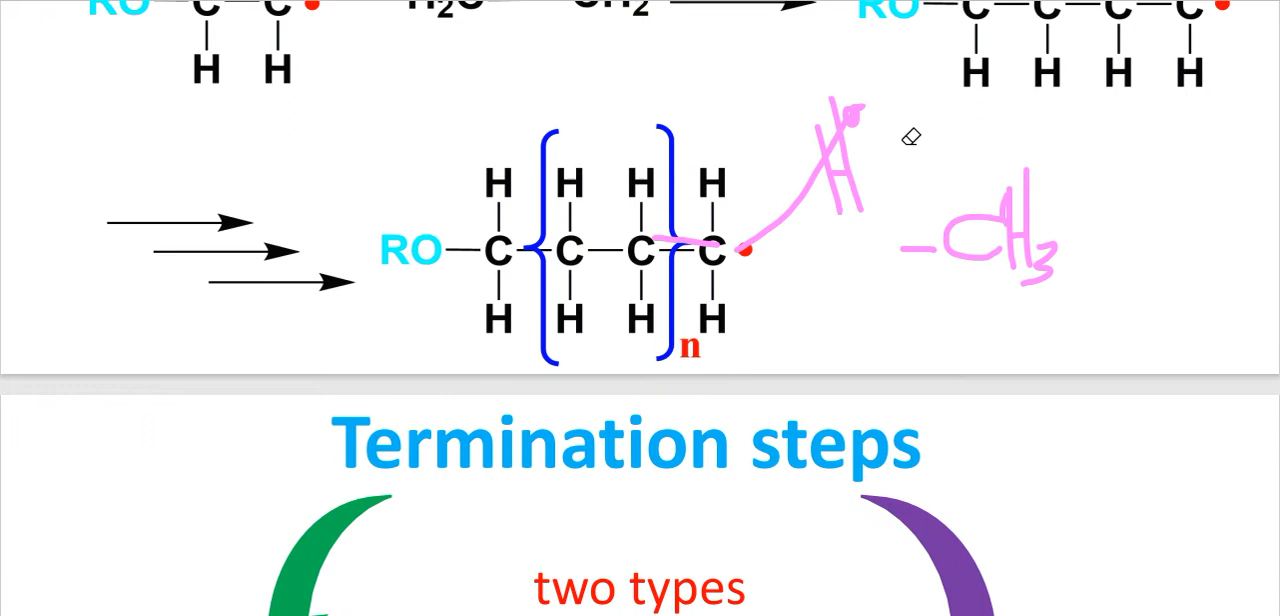 RO C C • H₂C CH₂ RO—C—C—C—C •
H H H H H H
H H H H H•
RO—C—C—C—C • -CH₃
H H H H
n
Termination steps
two types